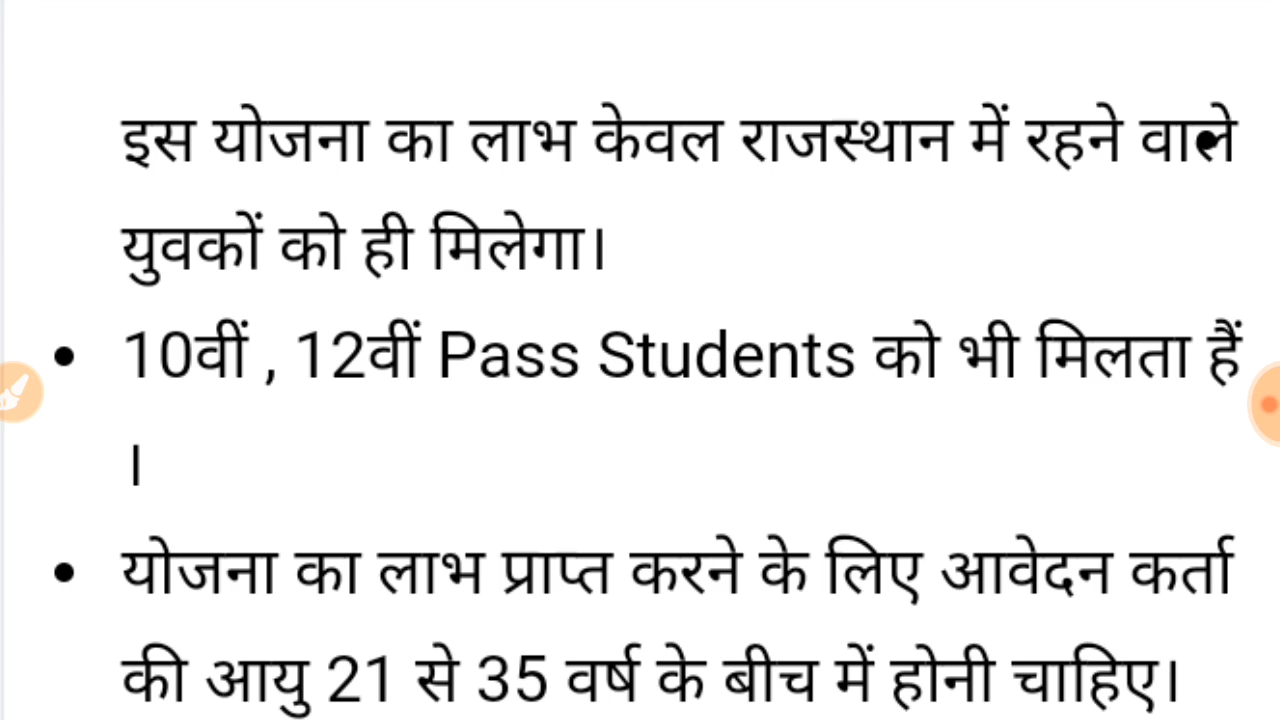 इस योजना का लाभ केवल राजस्थान में रहने वाले
युवकों को ही मिलेगा।
• 10वीं , 12वीं Pass Students को भी मिलता हैं
।
• योजना का लाभ प्राप्त करने के लिए आवेदन कर्ता
की आयु 21 से 35 वर्ष के बीच में होनी चाहिए।